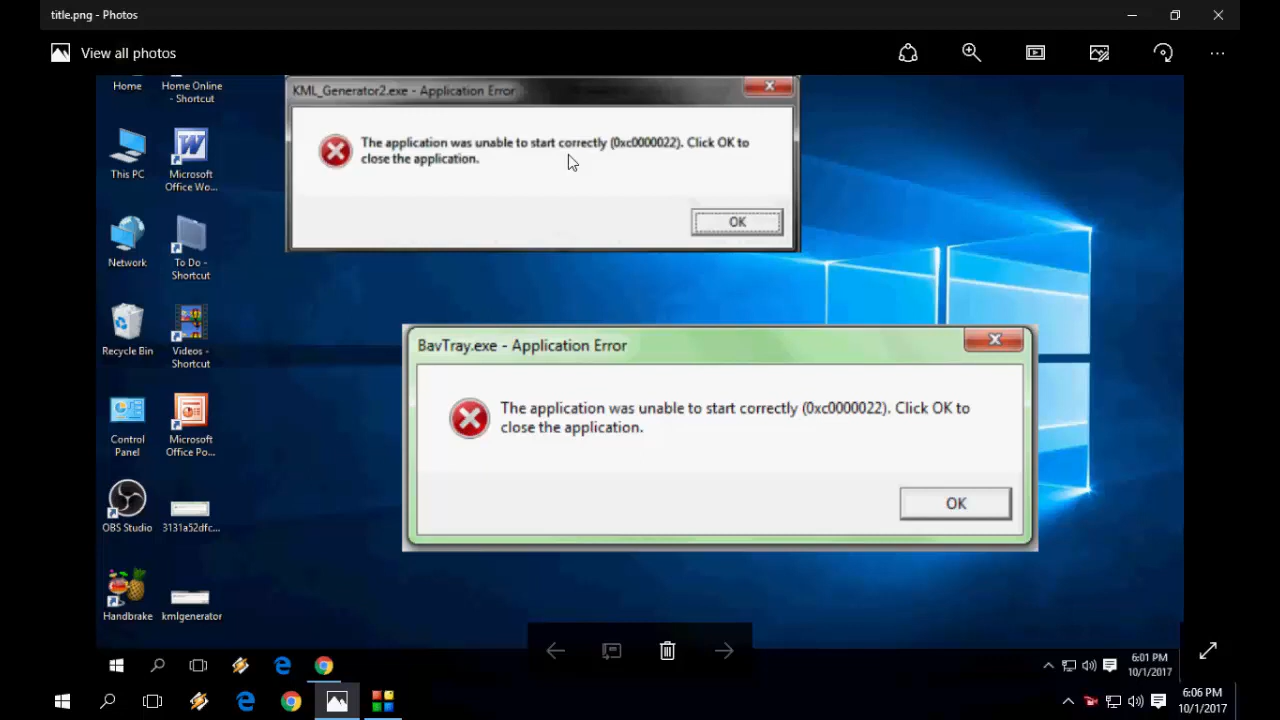 title.png - Photos
View all photos
Home
Home Online
- Shortcut
KML_Generator2.exe - Application Error
The application was unable to start correctly (0xc0000022). Click OK to
close the application.
OK
This PC
Microsoft
Office Wo...
Network
To Do -
Shortcut
Recycle Bin
Videos -
Shortcut
BavTray.exe - Application Error
The application was unable to start correctly (0xc0000022). Click OK to
close the application.
OK
Control
Panel
Microsoft
Office Po...
OBS Studio
3131a52dfc...
Handbrake
kmlgenerator
6:01 PM
10/1/2017
6:06 PM
10/1/2017